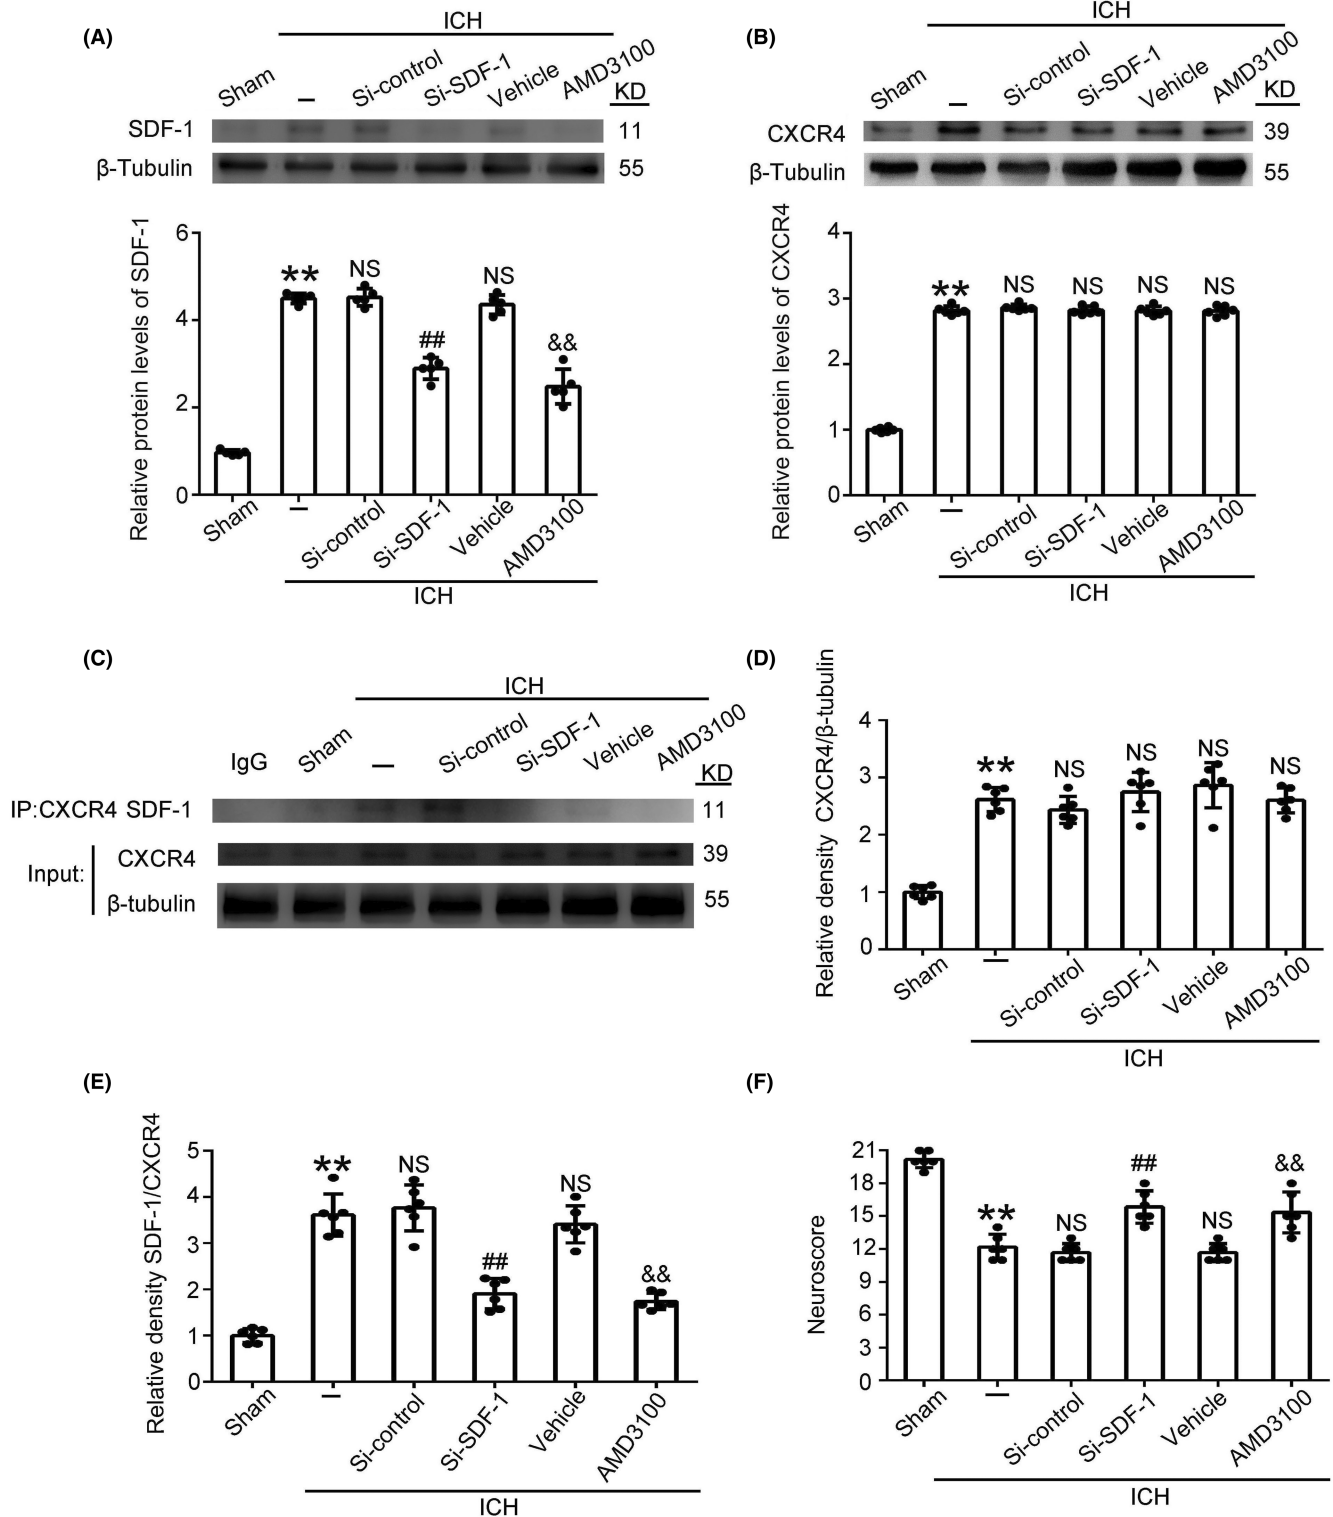 (A)
ICH
Sham – Si-control Si-SDF-1 Vehicle AMD3100
KD
SDF-1 11
β-Tubulin 55
Relative protein levels of SDF-1
6
4
2
0
** NS ## NS &&
Sham – Si-control Si-SDF-1 Vehicle AMD3100
ICH
(B)
ICH
Sham – Si-control Si-SDF-1 Vehicle AMD3100
KD
CXCR4 39
β-Tubulin 55
Relative protein levels of CXCR4
4
3
2
1
0
** NS NS NS NS
Sham – Si-control Si-SDF-1 Vehicle AMD3100
ICH
(C)
ICH
IgG Sham – Si-control Si-SDF-1 Vehicle AMD3100
KD
IP:CXCR4 SDF-1 11
Input:
CXCR4 39
β-tubulin 55
(D)
Relative density CXCR4/β-tubulin
4
3
2
1
0
** NS NS NS NS
Sham – Si-control Si-SDF-1 Vehicle AMD3100
ICH
(E)
Relative density SDF-1/CXCR4
5
4
3
2
1
0
** NS ## NS &&
Sham – Si-control Si-SDF-1 Vehicle AMD3100
ICH
(F)
Neuroscore
21
18
15
12
9
6
3
0
** NS ## NS &&
Sham – Si-control Si-SDF-1 Vehicle AMD3100
ICH